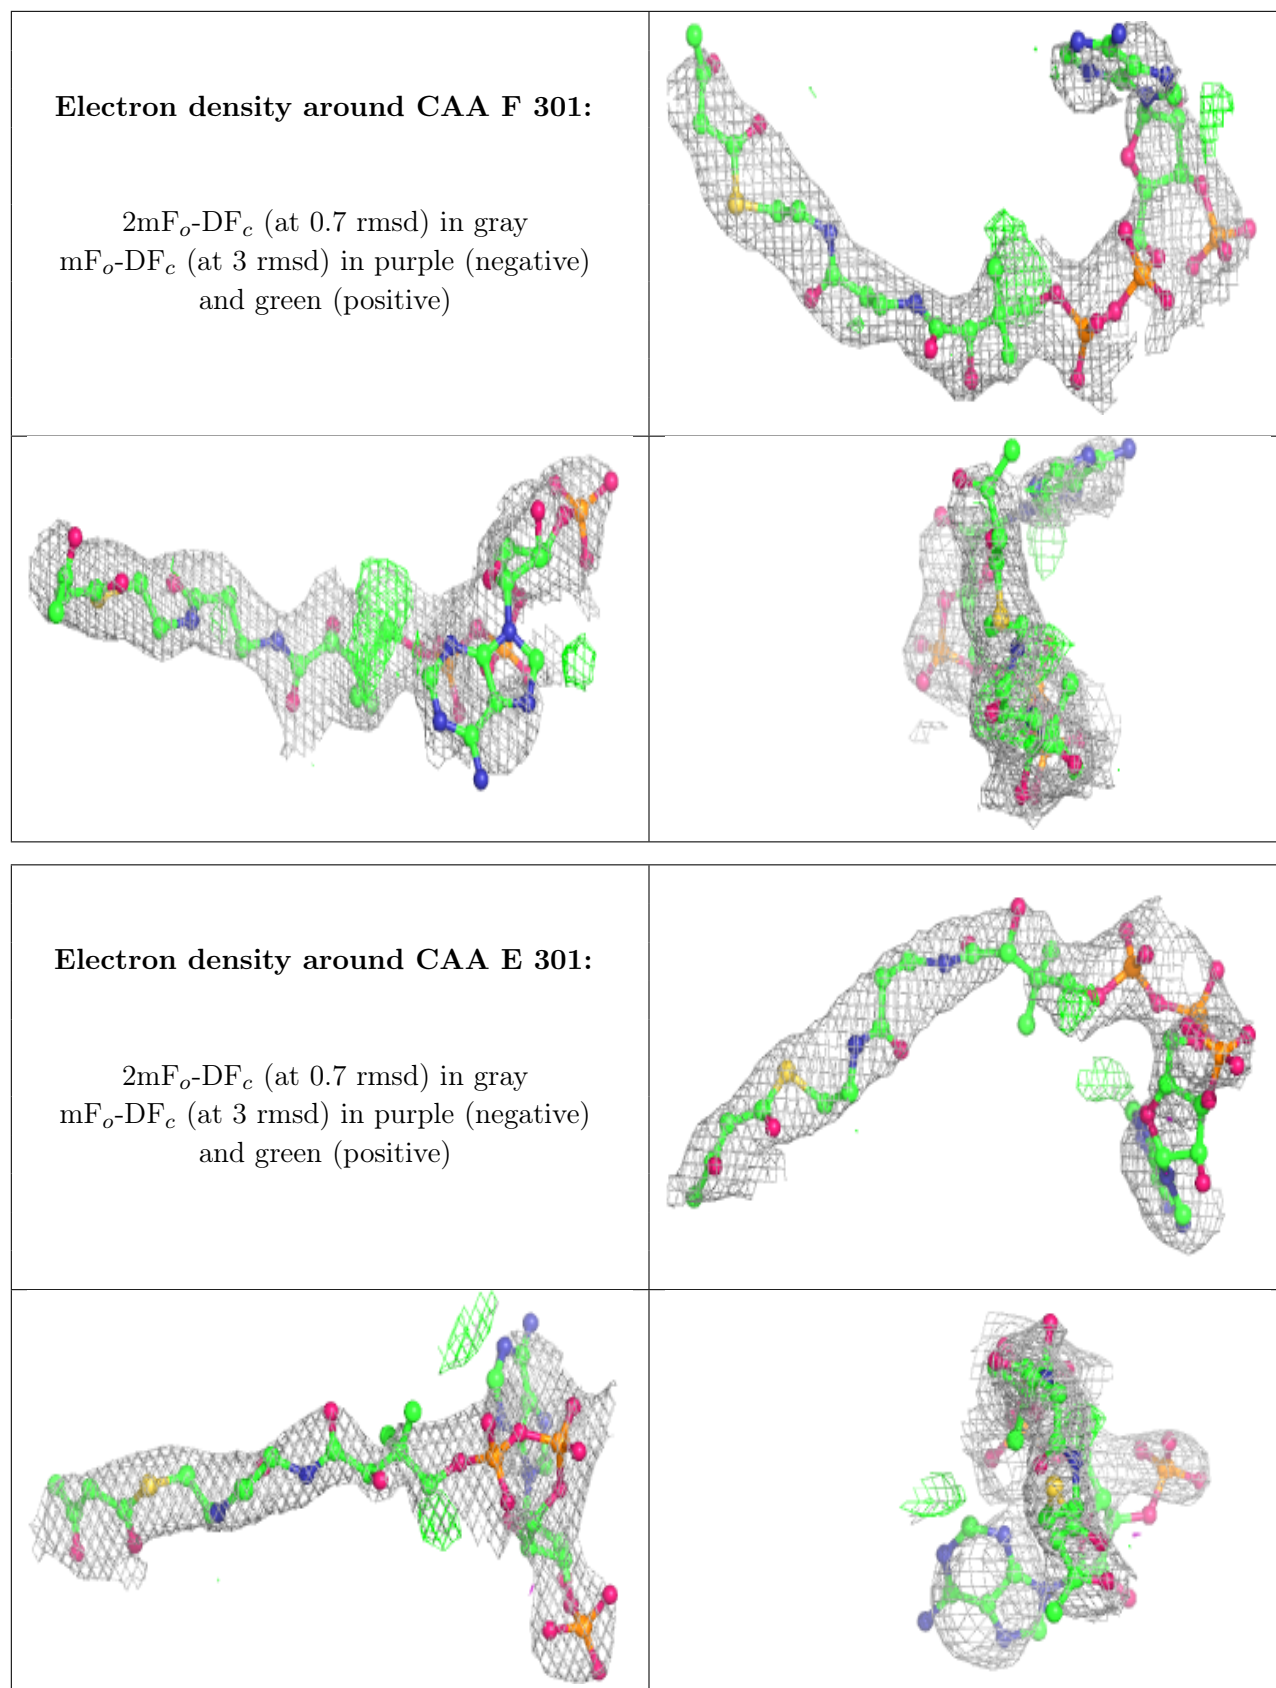 Electron density around CAA F 301:
2mFo-DFc (at 0.7 rmsd) in gray
mFo-DFc (at 3 rmsd) in purple (negative)
and green (positive)
Electron density around CAA E 301:
2mFo-DFc (at 0.7 rmsd) in gray
mFo-DFc (at 3 rmsd) in purple (negative)
and green (positive)